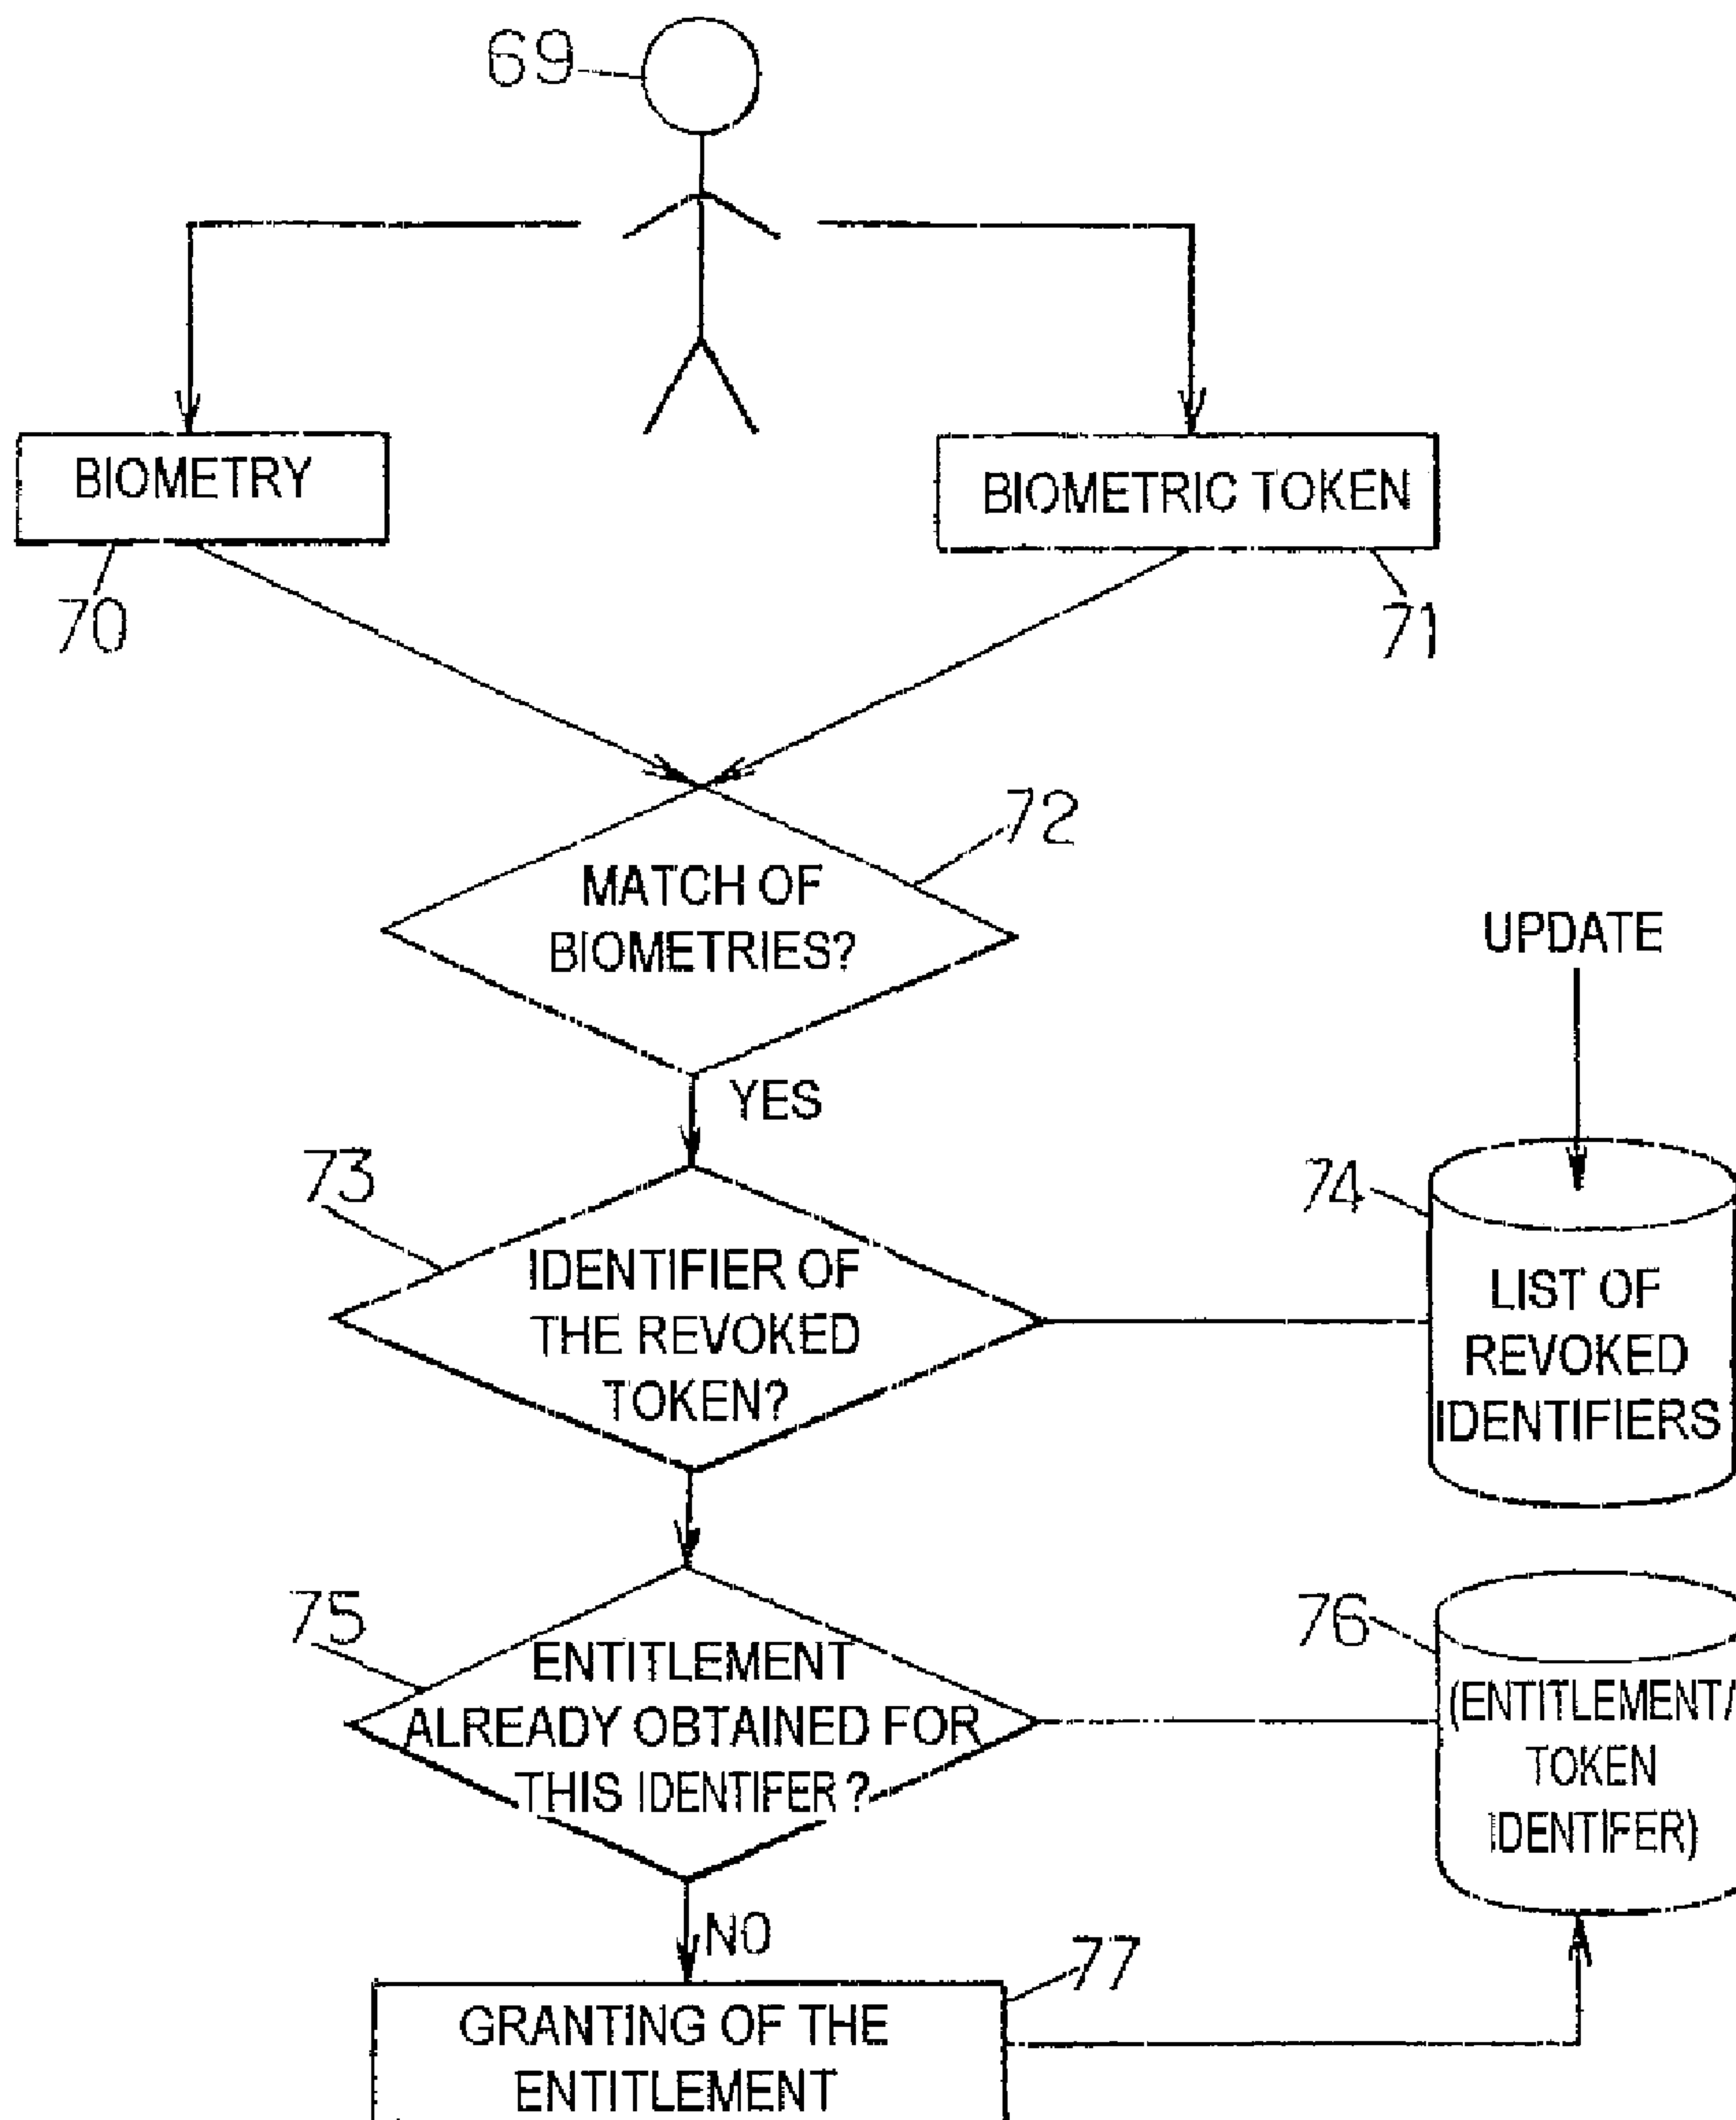 69
BIOMETRY
BIOMETRIC TOKEN
70
71
72
MATCH OF
BIOMETRIES?
UPDATE
YES
73
74
IDENTIFIER OF
THE REVOKED
TOKEN?
LIST OF
REVOKED
IDENTIFIERS
75
76
ENTITLEMENT
ALREADY OBTAINED FOR
THIS IDENTIFER?
(ENTITLEMENT/
TOKEN
IDENTIFER)
NO
77
GRANTING OF THE
ENTITLEMENT